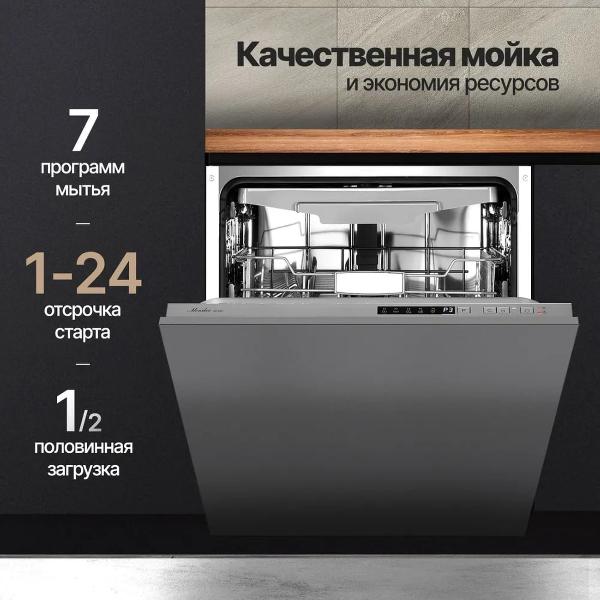 Качественная мойка
и экономия ресурсов
7
программ
мытья
1-24
отсрочка
старта
1/2
половинная
загрузка
P3